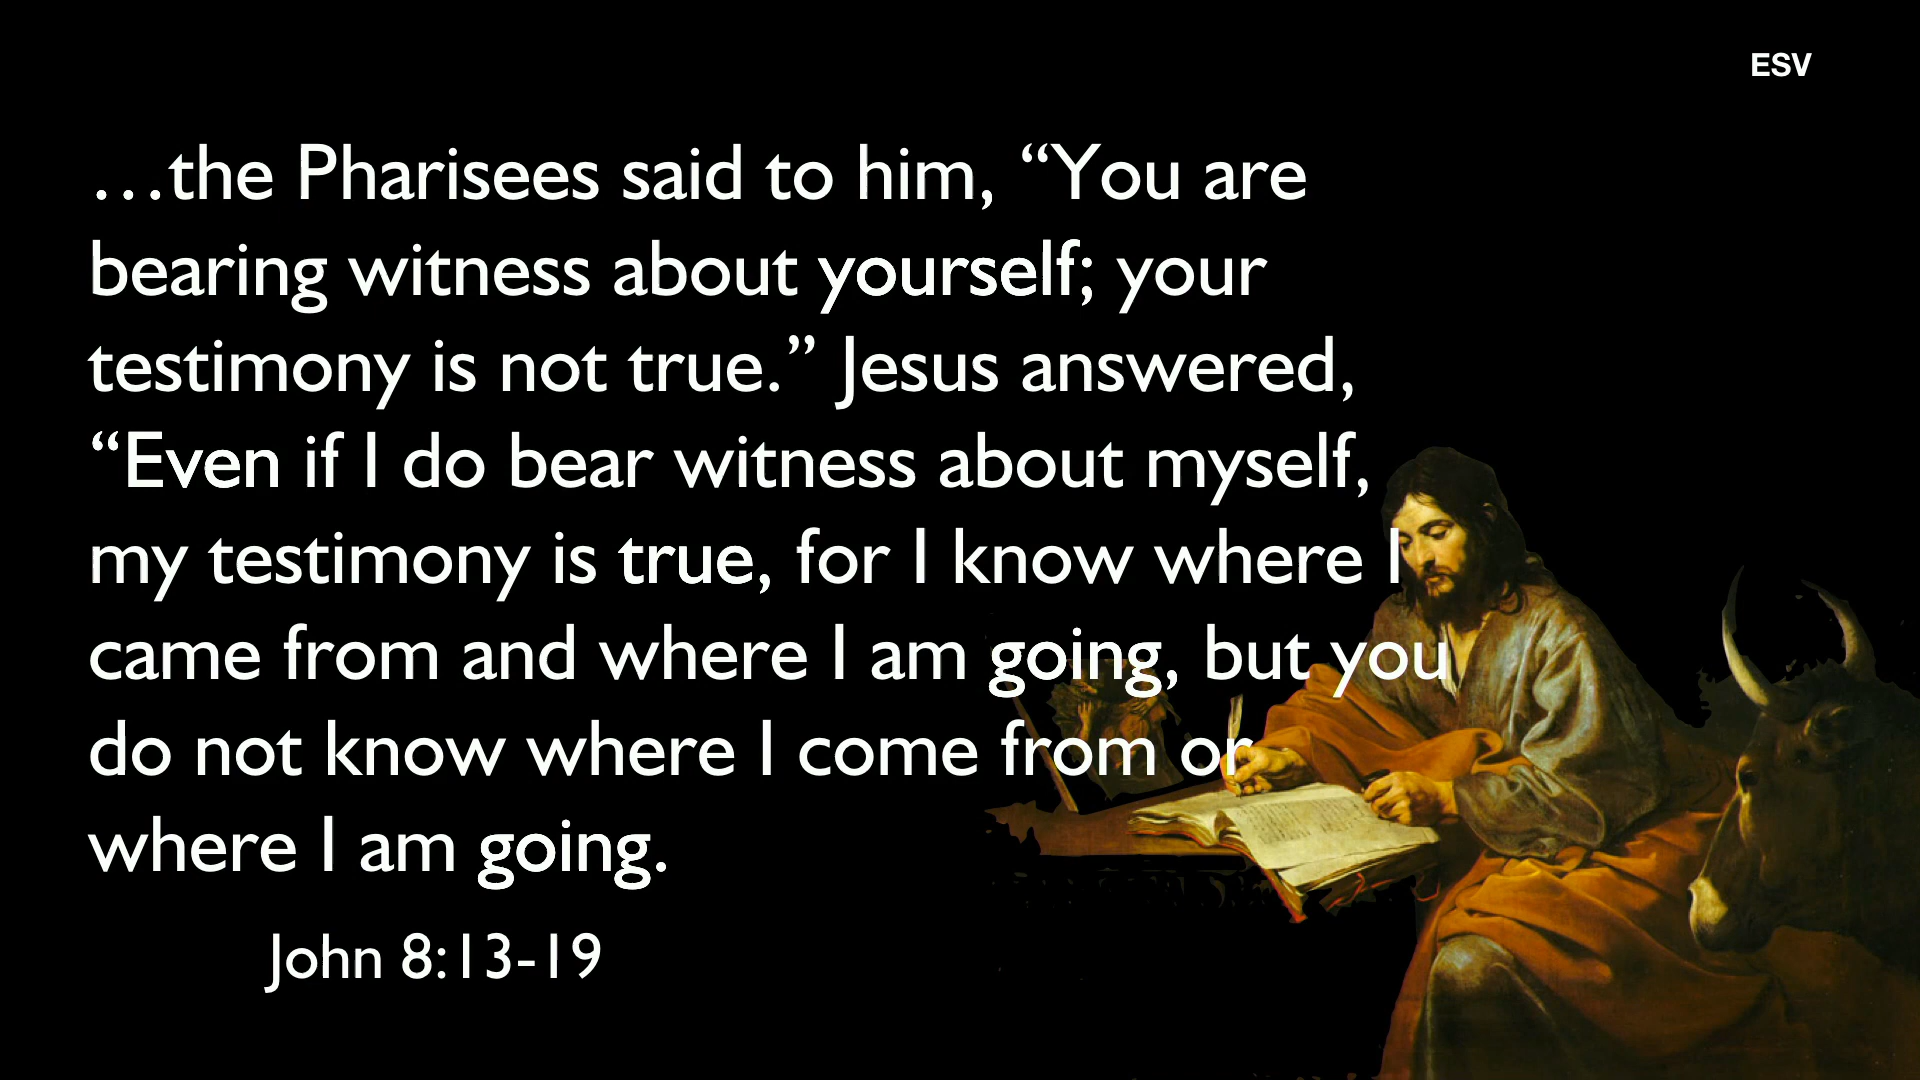 ESV
…the Pharisees said to him, “You are
bearing witness about yourself; your
testimony is not true.” Jesus answered,
“Even if I do bear witness about myself,
my testimony is true, for I know where I
came from and where I am going, but you
do not know where I come from or
where I am going.
John 8:13-19